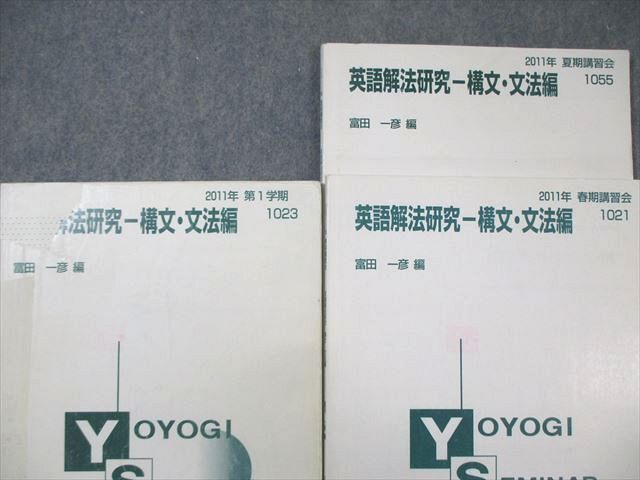 2011年 夏期講習会
英語解法研究－構文・文法編 1055
富田 一彦 編
2011年 第1学期
解法研究－構文・文法編 1023
富田 一彦 編
YOYOGI
S
2011年 春期講習会
英語解法研究－構文・文法編 1021
富田 一彦 編
YOYOGI
SEMINAR